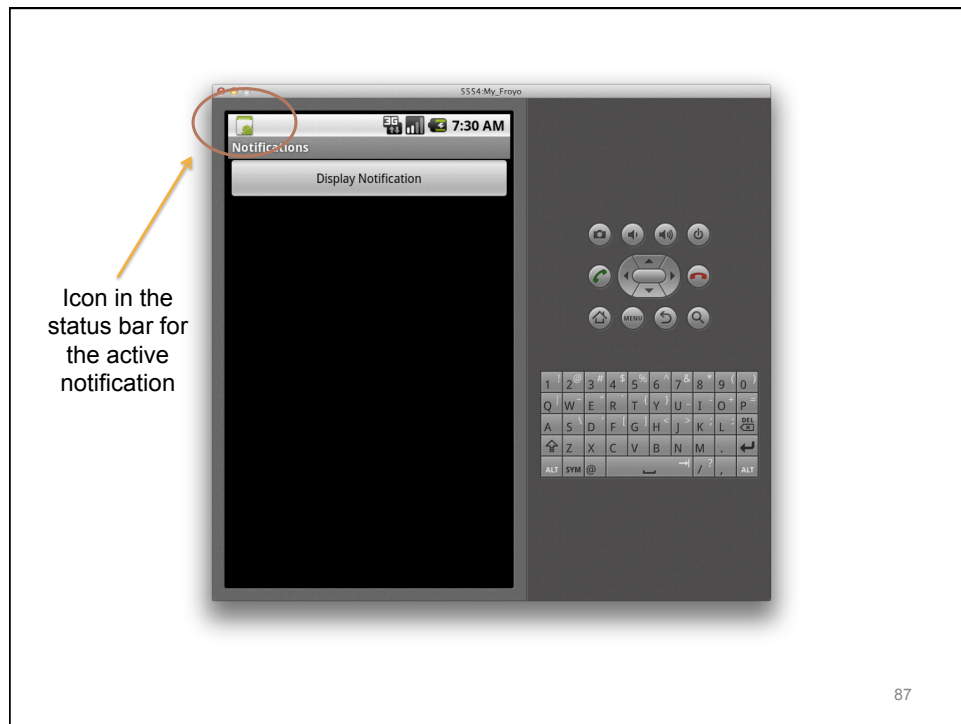 5554:My_Froyo
3G 7:30 AM
Notifications
Display Notification
Icon in the
status bar for
the active
notification
MENU
1 ! 2 @ 3 # 4 $ 5 % 6 ^ 7 & 8 * 9 ( 0 )
Q | W ~ E " R ` T { Y } U _ I - O + P =
A S \ D ' F [ G ] H < J > K ; L : DEL
Z X C V B N M .
ALT SYM @ / ? , ALT
87